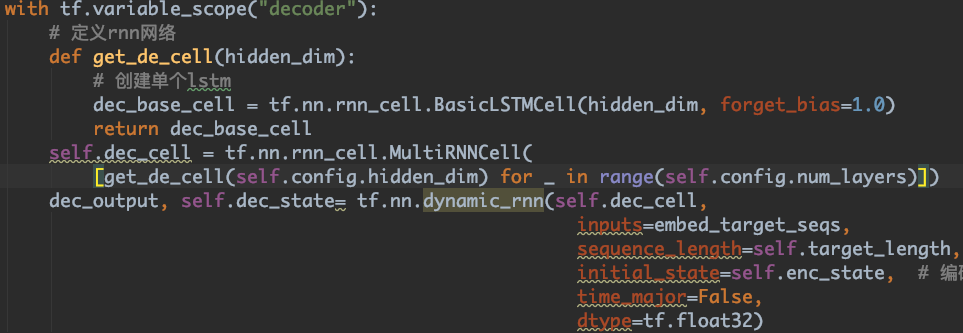 with tf.variable_scope("decoder"):
# 定义rnn网络
def get_de_cell(hidden_dim):
# 创建单个lstm
dec_base_cell = tf.nn.rnn_cell.BasicLSTMCell(hidden_dim, forget_bias=1.0)
return dec_base_cell
self.dec_cell = tf.nn.rnn_cell.MultiRNNCell(
[get_de_cell(self.config.hidden_dim) for _ in range(self.config.num_layers)])
dec_output, self.dec_state= tf.nn.dynamic_rnn(self.dec_cell,
inputs=embed_target_seqs,
sequence_length=self.target_length,
initial_state=self.enc_state, # 编
time_major=False,
dtype=tf.float32)